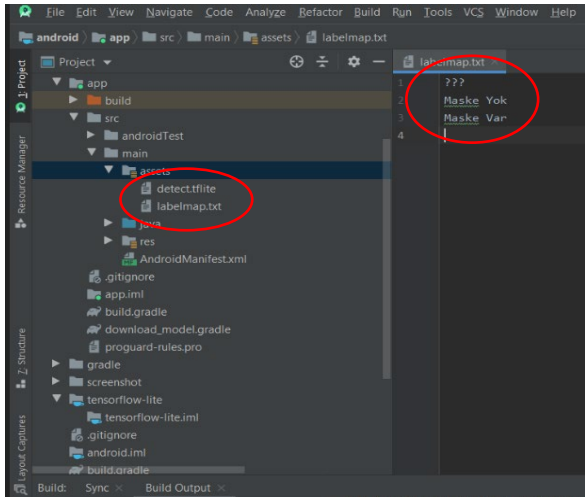 File Edit View Navigate Code Analyze Refactor Build Run Tools VCS Window Help
android app src main assets labelmap.txt
1: Project
Resource Manager
Z: Structure
Layout Captures
Project
app
build
src
androidTest
main
assets
detect.tflite
labelmap.txt
java
res
AndroidManifest.xml
.gitignore
app.iml
build.gradle
download_model.gradle
proguard-rules.pro
gradle
screenshot
tensorflow-lite
tensorflow-lite.iml
.gitignore
android.iml
build.gradle
labelmap.txt
1 ???
2 Maske Yok
3 Maske Var
4
Build: Sync Build Output